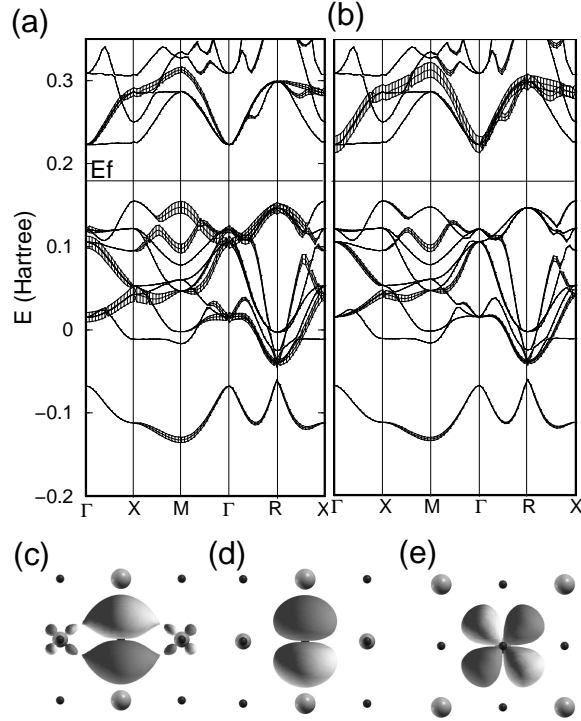 (a) (b)
0.3
0.2
Ef
0.1
E (Hartree)
0
−0.1
−0.2
Γ X M Γ R X Γ X M Γ R X
(c) (d) (e)